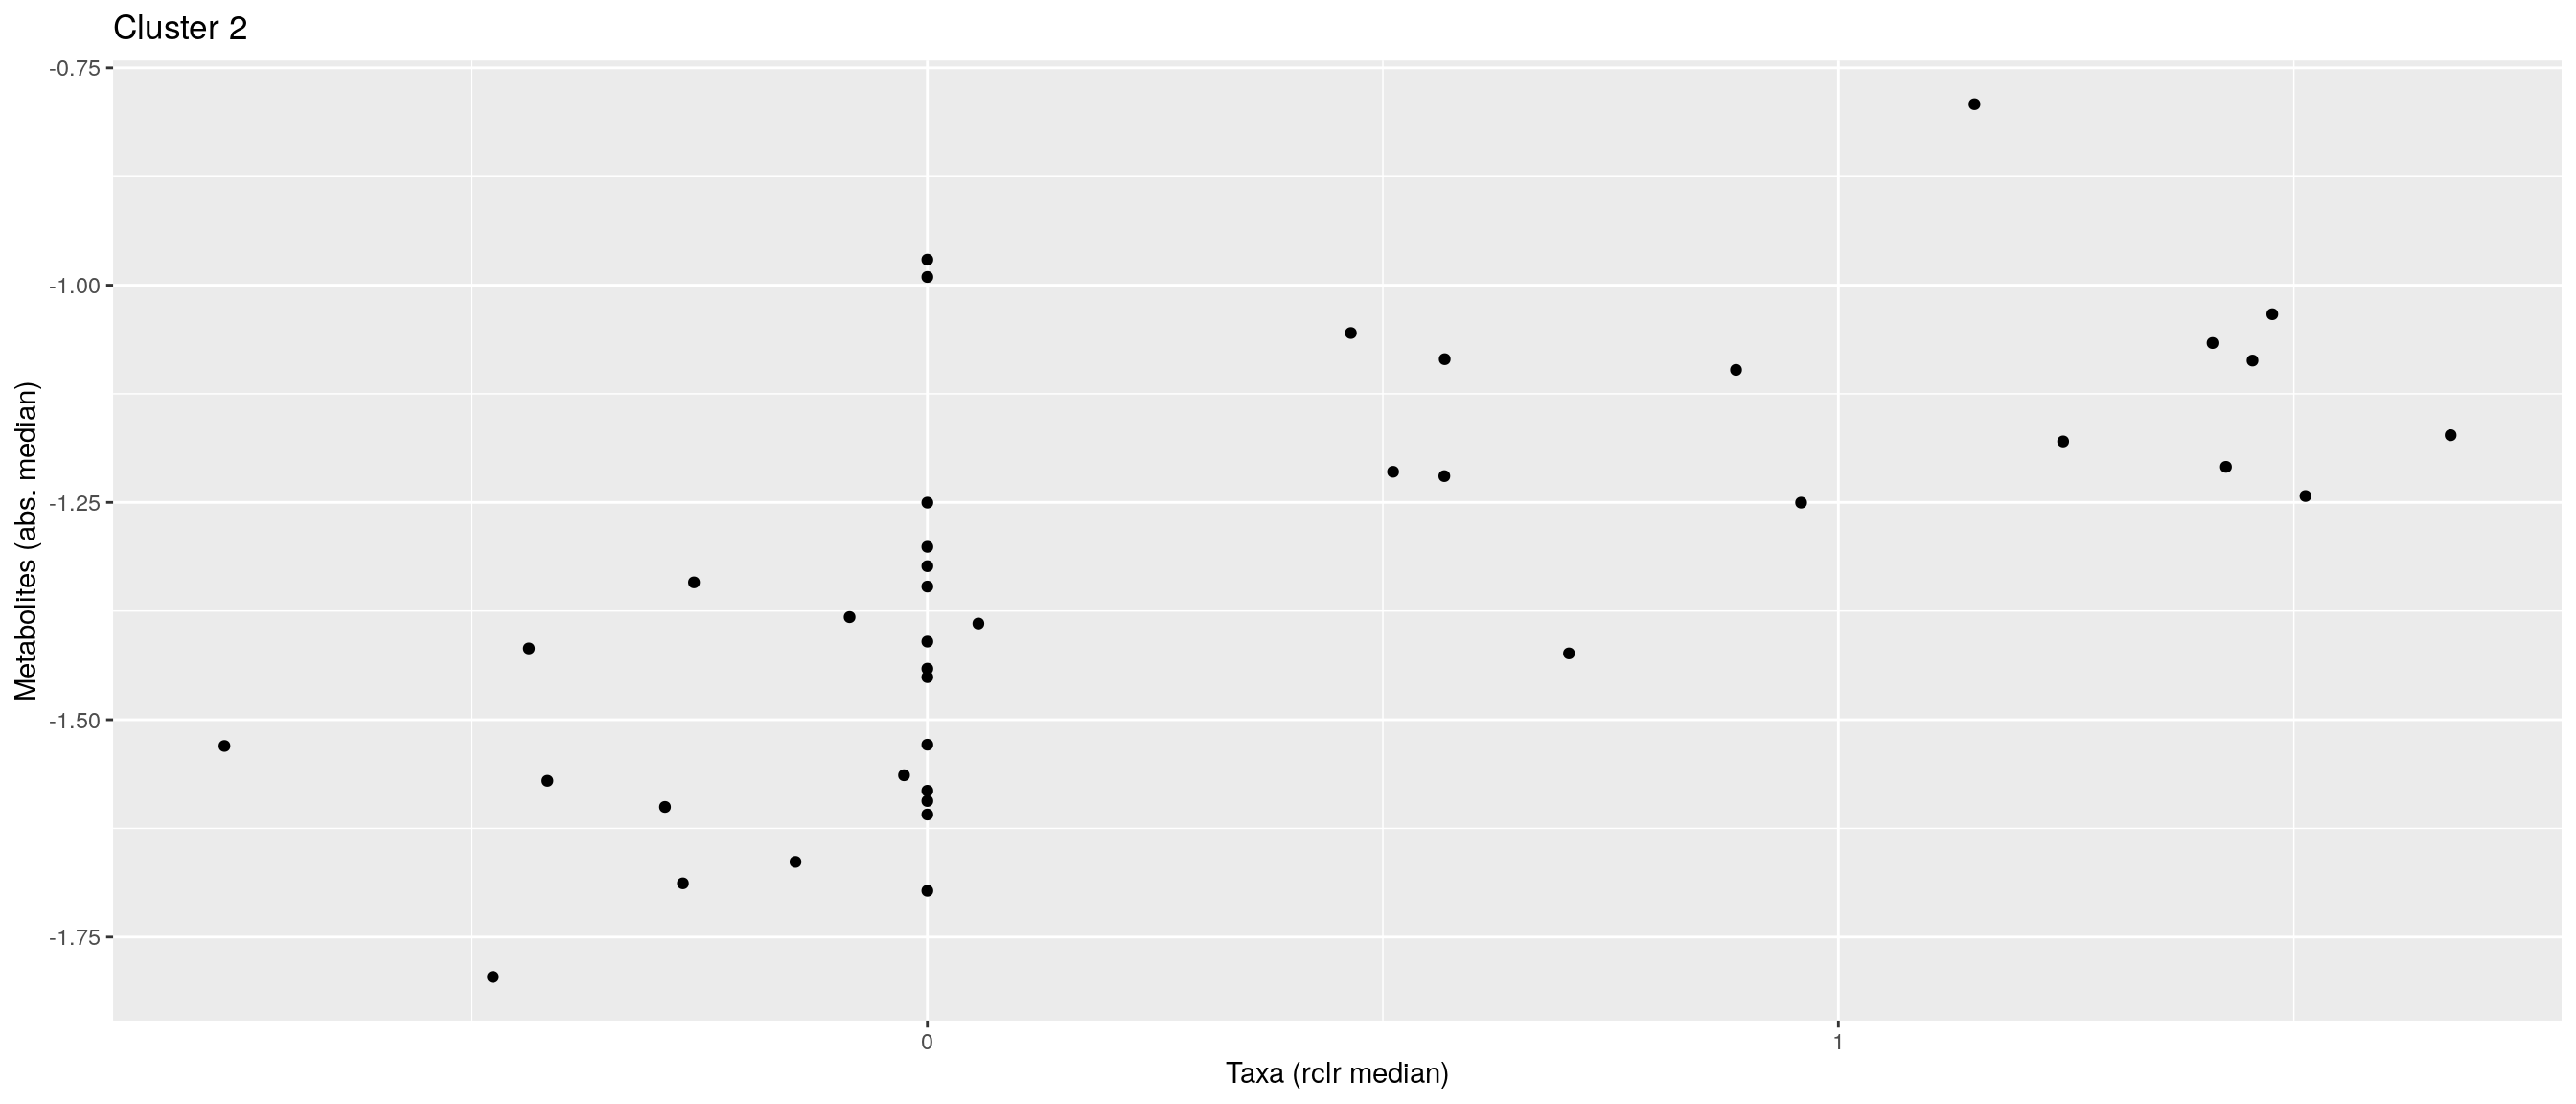 Cluster 2
-0.75
-1.00
-1.25
-1.50
-1.75
Metabolites (abs. median)
0
1
Taxa (rclr median)